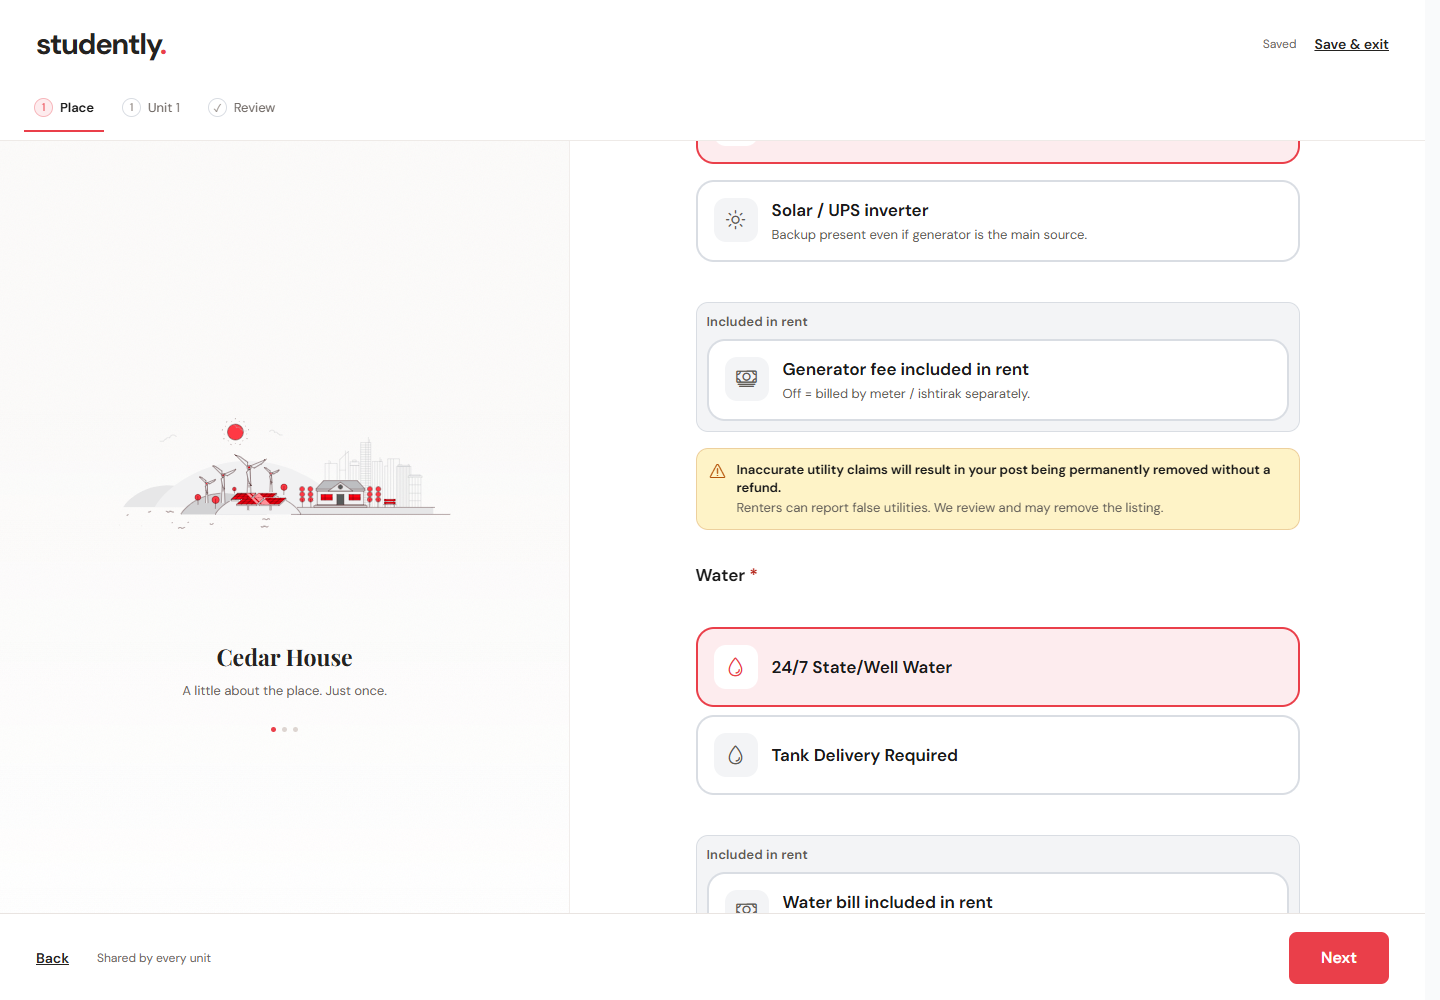 studently.
Saved
Save & exit
1 Place
1 Unit 1
✓ Review
Solar / UPS inverter
Backup present even if generator is the main source.
Included in rent
Generator fee included in rent
Off = billed by meter / ishtirak separately.
Inaccurate utility claims will result in your post being permanently removed without a
refund.
Renters can report false utilities. We review and may remove the listing.
Water *
24/7 State/Well Water
Tank Delivery Required
Included in rent
Water bill included in rent
Cedar House
A little about the place. Just once.
Back
Shared by every unit
Next